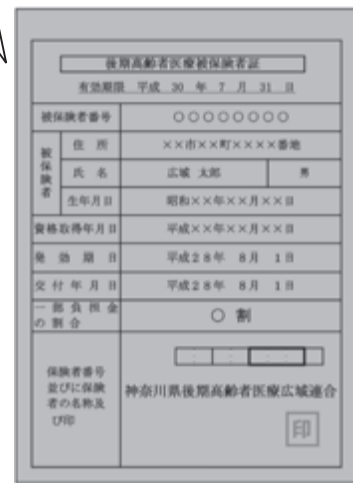 後期高齢者医療被保険者証
有効期限 平成 30 年 7 月 31 日
被保険者番号 ○○○○○○○○
被保険者
住所 ××市××町××××番地
氏名 広域 太郎 男
生年月日 昭和××年××月××日
資格取得年月日 平成××年××月××日
発効期日 平成28年 8月 1日
交付年月日 平成28年 8月 1日
一部負担金
の割合 ○ 割
保険者番号
並びに保険
者の名称及
び印
神奈川県後期高齢者医療広域連合
印